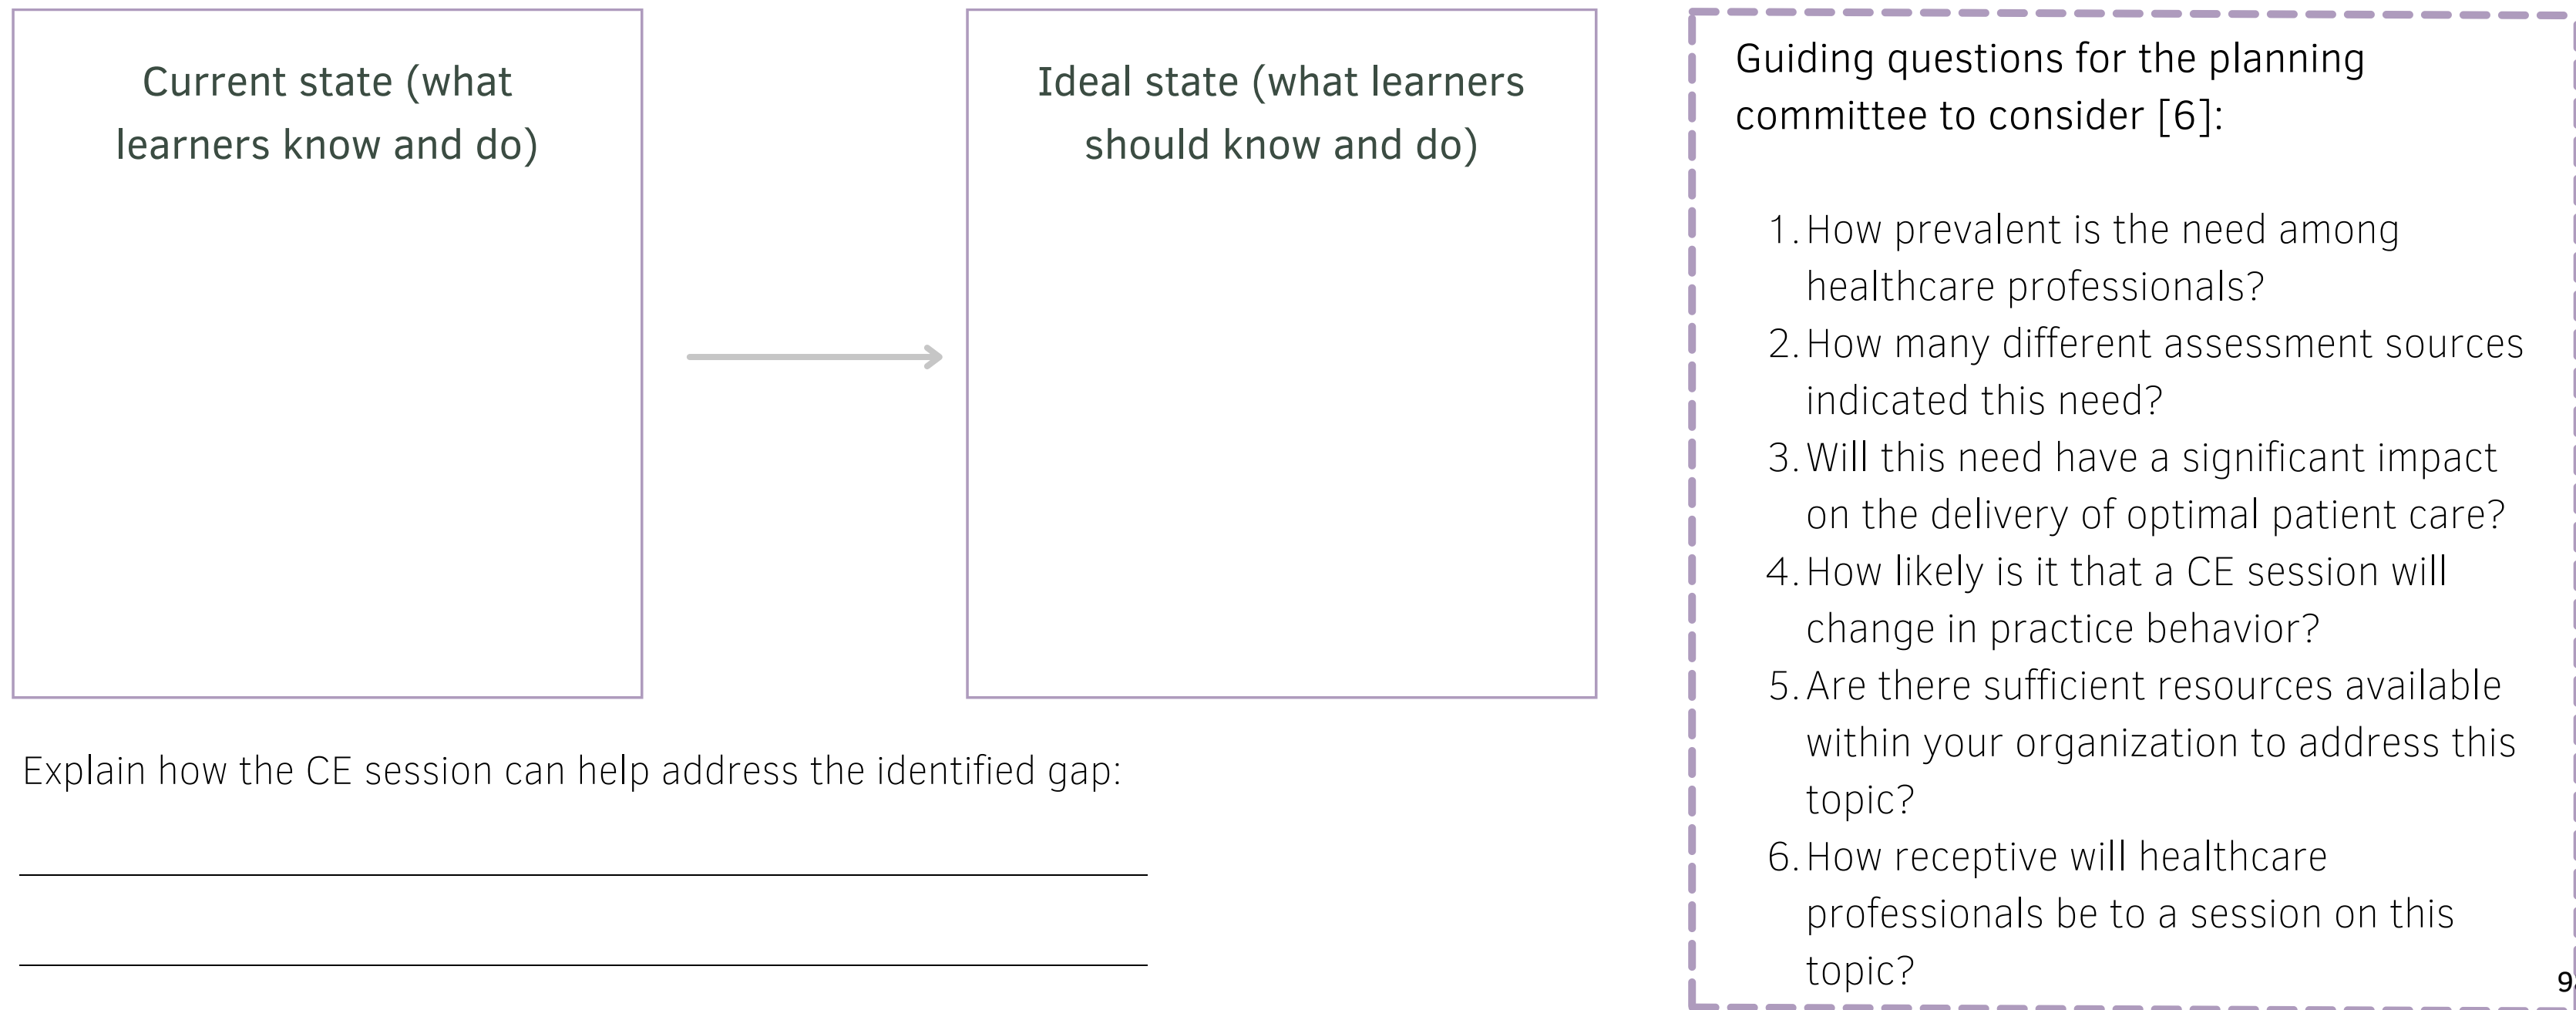 Current state (what
learners know and do)
Ideal state (what learners
should know and do)
Explain how the CE session can help address the identified gap:
Guiding questions for the planning
committee to consider [6]:
1. How prevalent is the need among
healthcare professionals?
2. How many different assessment sources
indicated this need?
3. Will this need have a significant impact
on the delivery of optimal patient care?
4. How likely is it that a CE session will
change in practice behavior?
5. Are there sufficient resources available
within your organization to address this
topic?
6. How receptive will healthcare
professionals be to a session on this
topic?
9